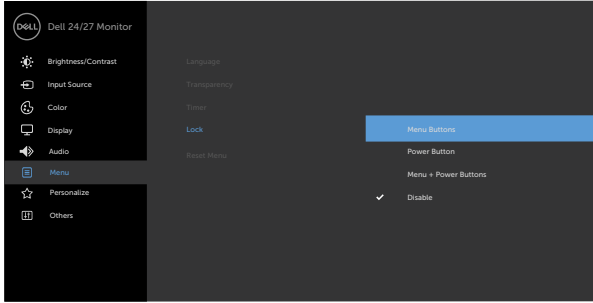 DELL
Dell 24/27 Monitor
Brightness/Contrast
Input Source
Color
Display
Audio
Menu
Personalize
Others
Language
Transparency
Timer
Lock
Reset Menu
Menu Buttons
Power Button
Menu + Power Buttons
Disable